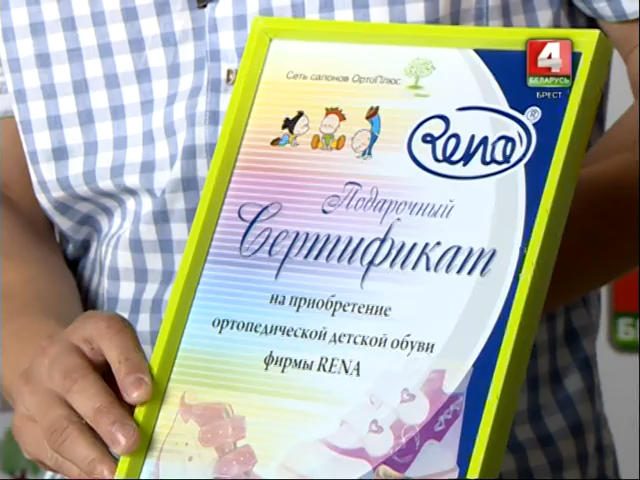 4
БЕЛАРУСЬ
БРЕСТ
Сеть салонов ОртоПлюс
Rena®
Подарочный
Сертификат
на приобретение
ортопедической детской обуви
фирмы RENA